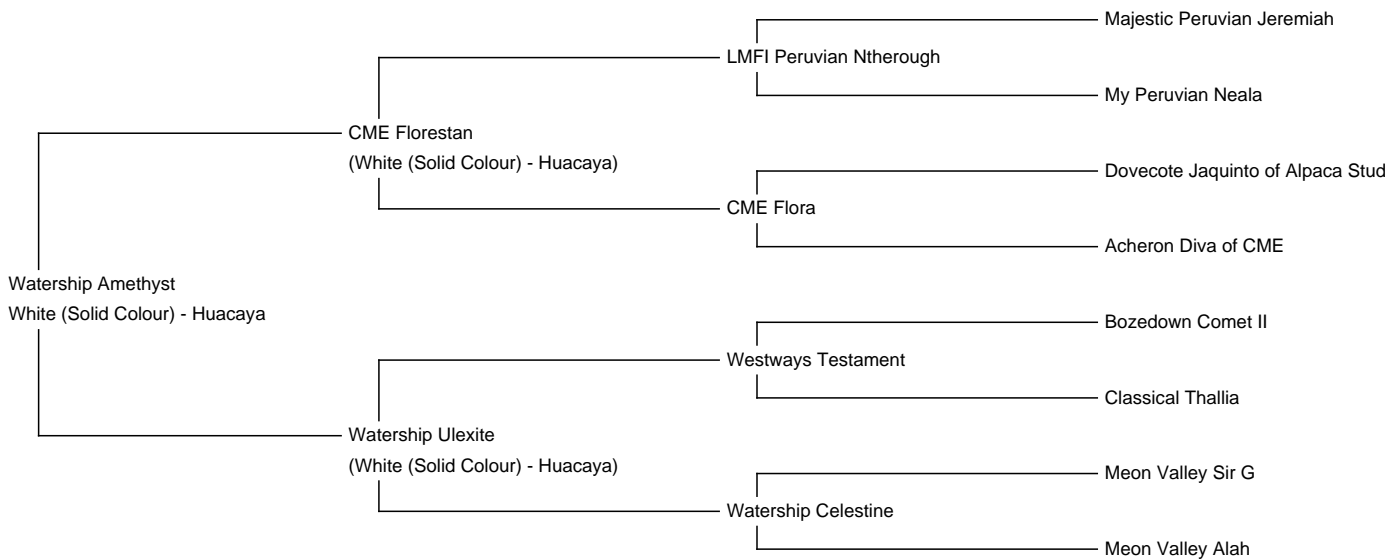 Majestic Peruvian Jeremiah
LMFI Peruvian Ntherough
My Peruvian Neala
CME Florestan
(White (Solid Colour) - Huacaya)
Dovecote Jaquinto of Alpaca Stud
CME Flora
Acheron Diva of CME
Watership Amethyst
White (Solid Colour) - Huacaya
Bozedown Comet II
Westways Testament
Classical Thallia
Watership Ulexite
(White (Solid Colour) - Huacaya)
Meon Valley Sir G
Watership Celestine
Meon Valley Alah